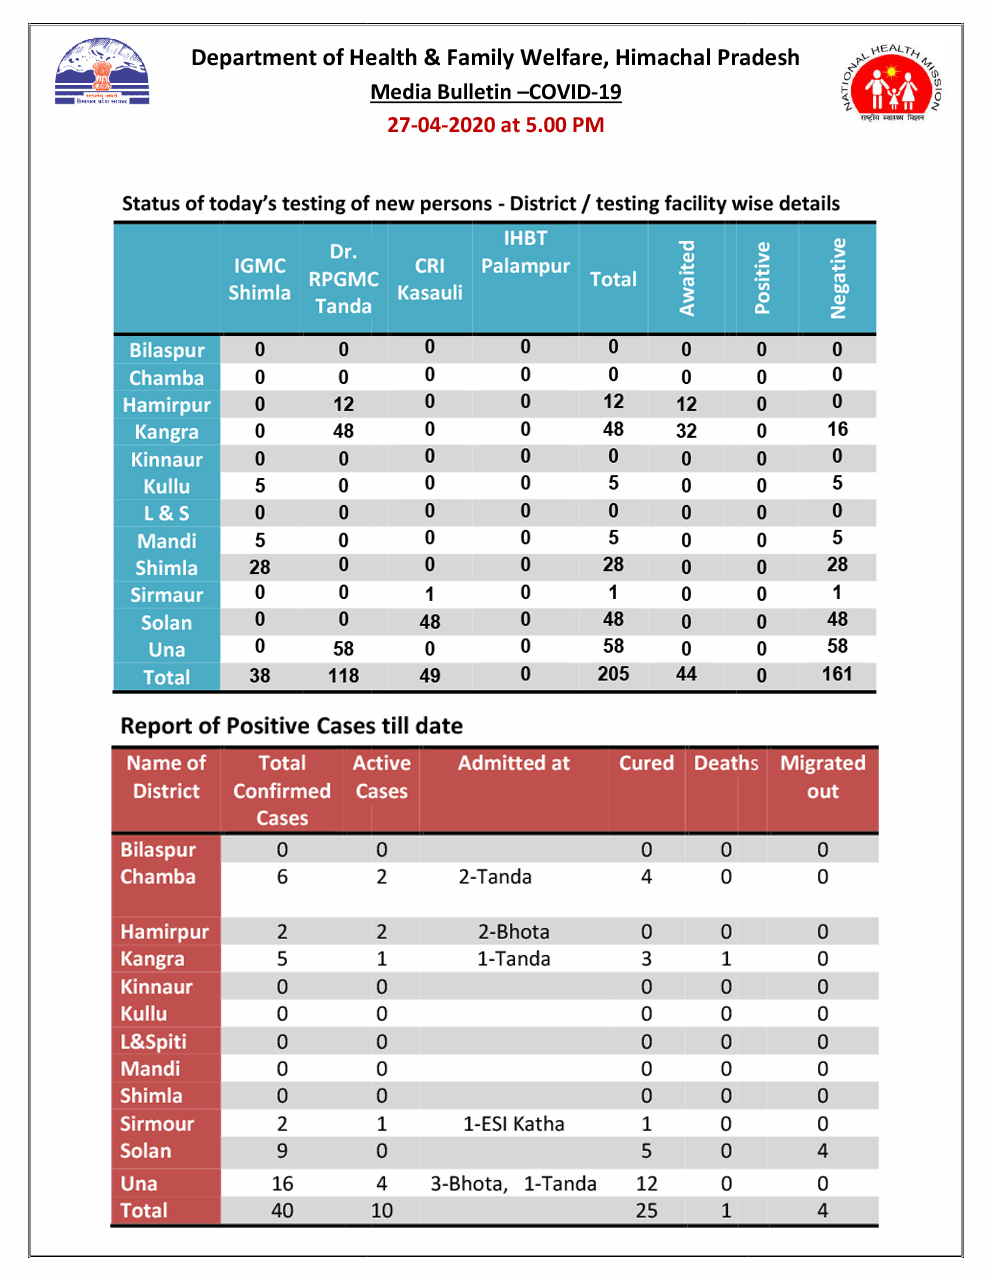 Department of Health & Family Welfare, Himachal Pradesh
Media Bulletin –COVID-19
27-04-2020 at 5.00 PM
NATIONAL HEALTH MISSION
राष्ट्रीय स्वास्थ्य मिशन
हिमाचल प्रदेश सरकार
Status of today's testing of new persons - District / testing facility wise details
IGMC Shimla Dr. RPGMC Tanda CRI Kasauli IHBT Palampur Total Awaited Positive Negative
Bilaspur 0 0 0 0 0 0 0 0
Chamba 0 0 0 0 0 0 0 0
Hamirpur 0 12 0 0 12 12 0 0
Kangra 0 48 0 0 48 32 0 16
Kinnaur 0 0 0 0 0 0 0 0
Kullu 5 0 0 0 5 0 0 5
L & S 0 0 0 0 0 0 0 0
Mandi 5 0 0 0 5 0 0 5
Shimla 28 0 0 0 28 0 0 28
Sirmaur 0 0 1 0 1 0 0 1
Solan 0 0 48 0 48 0 0 48
Una 0 58 0 0 58 0 0 58
Total 38 118 49 0 205 44 0 161
Report of Positive Cases till date
Name of District Total Confirmed Cases Active Cases Admitted at Cured Deaths Migrated out
Bilaspur 0 0 0 0 0
Chamba 6 2 2-Tanda 4 0 0
Hamirpur 2 2 2-Bhota 0 0 0
Kangra 5 1 1-Tanda 3 1 0
Kinnaur 0 0 0 0 0
Kullu 0 0 0 0 0
L&Spiti 0 0 0 0 0
Mandi 0 0 0 0 0
Shimla 0 0 0 0 0
Sirmour 2 1 1-ESI Katha 1 0 0
Solan 9 0 5 0 4
Una 16 4 3-Bhota, 1-Tanda 12 0 0
Total 40 10 25 1 4